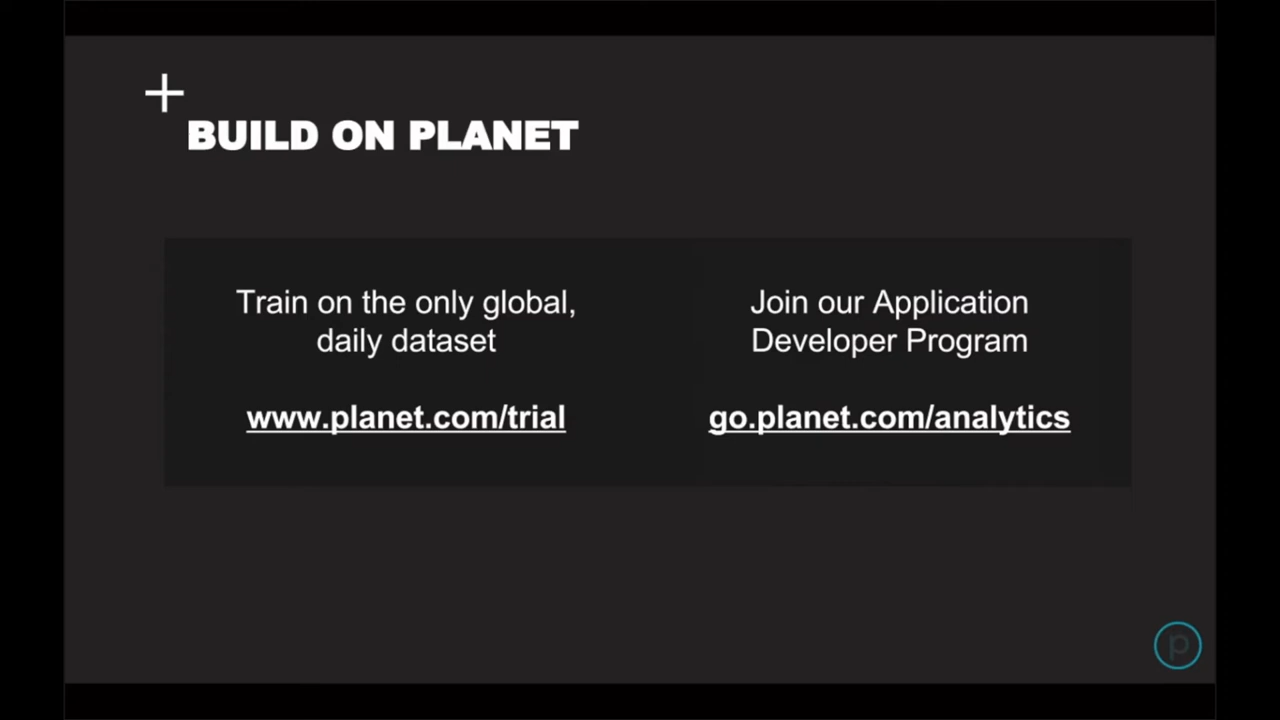 BUILD ON PLANET
Train on the only global,
daily dataset
www.planet.com/trial
Join our Application
Developer Program
go.planet.com/analytics
p